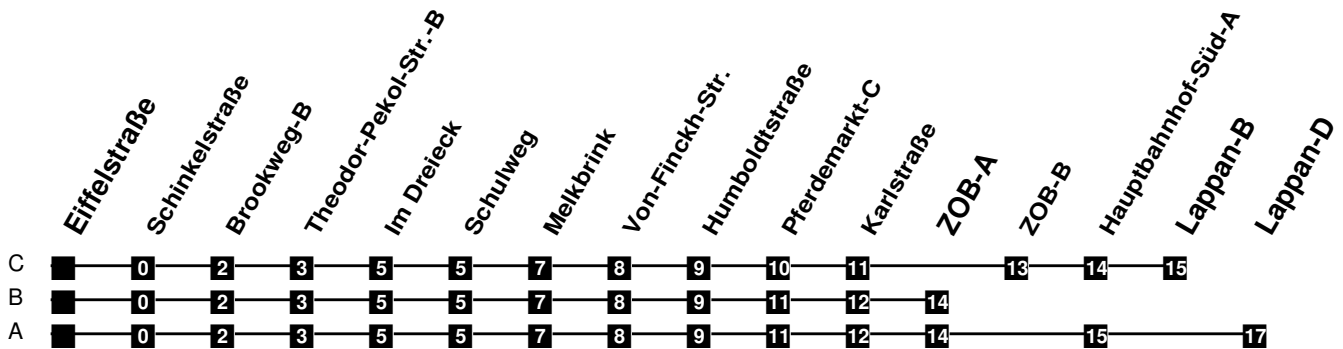 Eiffelstraße
Schinkelstraße
Brookweg-B
Theodor-Pekol-Str.-B
Im Dreieck
Schulweg
Melkbrink
Von-Finckh-Str.
Humboldtstraße
Pferdemarkt-C
Karlstraße
ZOB-A
ZOB-B
Hauptbahnhof-Süd-A
Lappan-B
Lappan-D
C 0 2 3 5 5 7 8 9 10 11 13 14 15
B 0 2 3 5 5 7 8 9 11 12 14
A 0 2 3 5 5 7 8 9 11 12 14 15 17